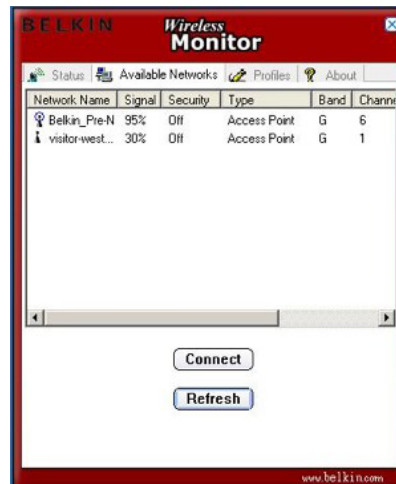 BELKIN Wireless Monitor
Status Available Networks Profiles About
Network Name Signal Security Type Band Channe
Belkin_Pre-N 95% Off Access Point G 6
visitor-west... 30% Off Access Point G 1
Connect
Refresh
www.belkin.com